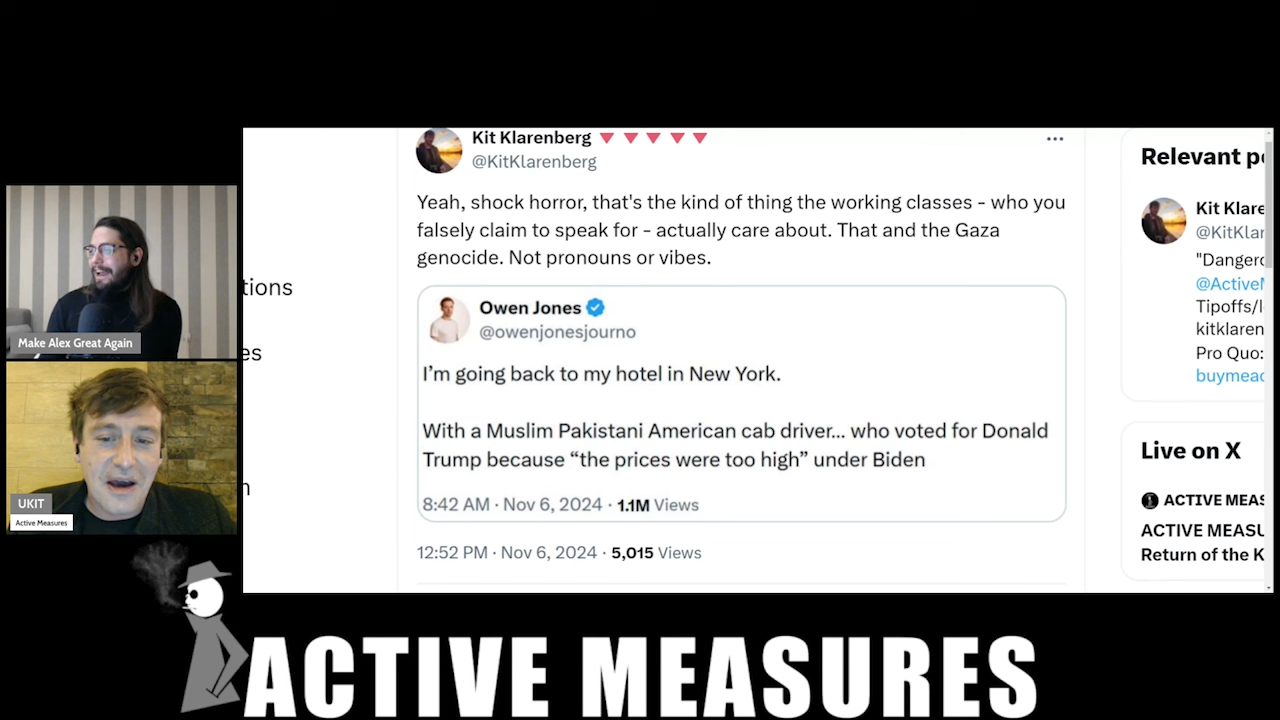 Kit Klarenberg
@KitKlarenberg
Yeah, shock horror, that's the kind of thing the working classes - who you
falsely claim to speak for - actually care about. That and the Gaza
genocide. Not pronouns or vibes.
Owen Jones
@owenjonesjourno
I'm going back to my hotel in New York.
With a Muslim Pakistani American cab driver... who voted for Donald
Trump because “the prices were too high” under Biden
8:42 AM · Nov 6, 2024 · 1.1M Views
12:52 PM · Nov 6, 2024 · 5,015 Views
tions
es
Relevant pe
Kit Klare
@KitKlar
"Dangero
@ActiveM
Tipoffs/l
kitklaren
Pro Quo:
buymead
Live on X
ACTIVE MEAS
ACTIVE MEASU
Return of the K
Make Alex Great Again
UKIT
Active Measures
ACTIVE MEASURES